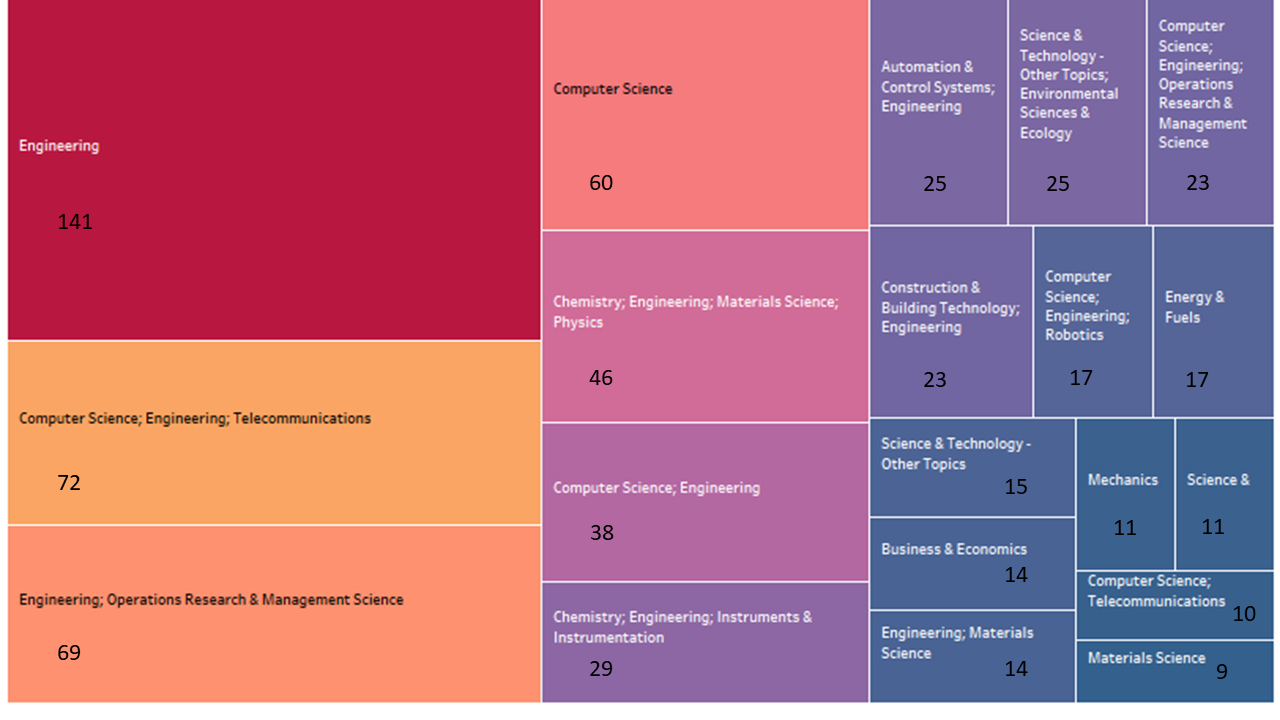 Engineering
141
Computer Science; Engineering; Telecommunications
72
Engineering; Operations Research & Management Science
69
Computer Science
60
Chemistry; Engineering; Materials Science;
Physics
46
Computer Science; Engineering
38
Chemistry; Engineering; Instruments &
Instrumentation
29
Automation &
Control Systems;
Engineering
25
Science &
Technology -
Other Topics;
Environmental
Sciences &
Ecology
25
Computer
Science;
Engineering;
Operations
Research &
Management
Science
23
Construction &
Building Technology;
Engineering
23
Computer
Science;
Engineering;
Robotics
17
Energy &
Fuels
17
Science & Technology -
Other Topics
15
Business & Economics
14
Engineering; Materials
Science
14
Mechanics
11
Science &
11
Computer Science;
Telecommunications
10
Materials Science
9